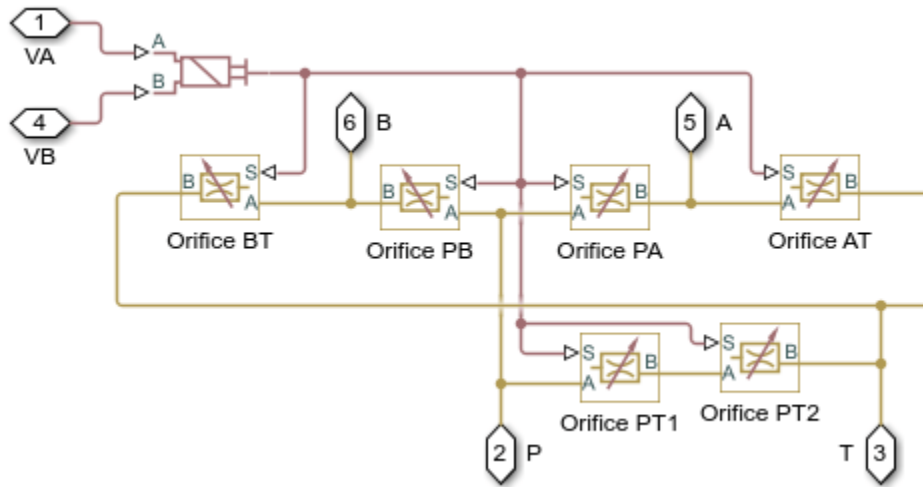 1
VA
A
B
4
VB
6 B
5 A
B S A
Orifice BT
B S A
Orifice PB
S A B
Orifice PA
S A B
Orifice AT
S A B
Orifice PT1
S A B
Orifice PT2
2 P
T 3